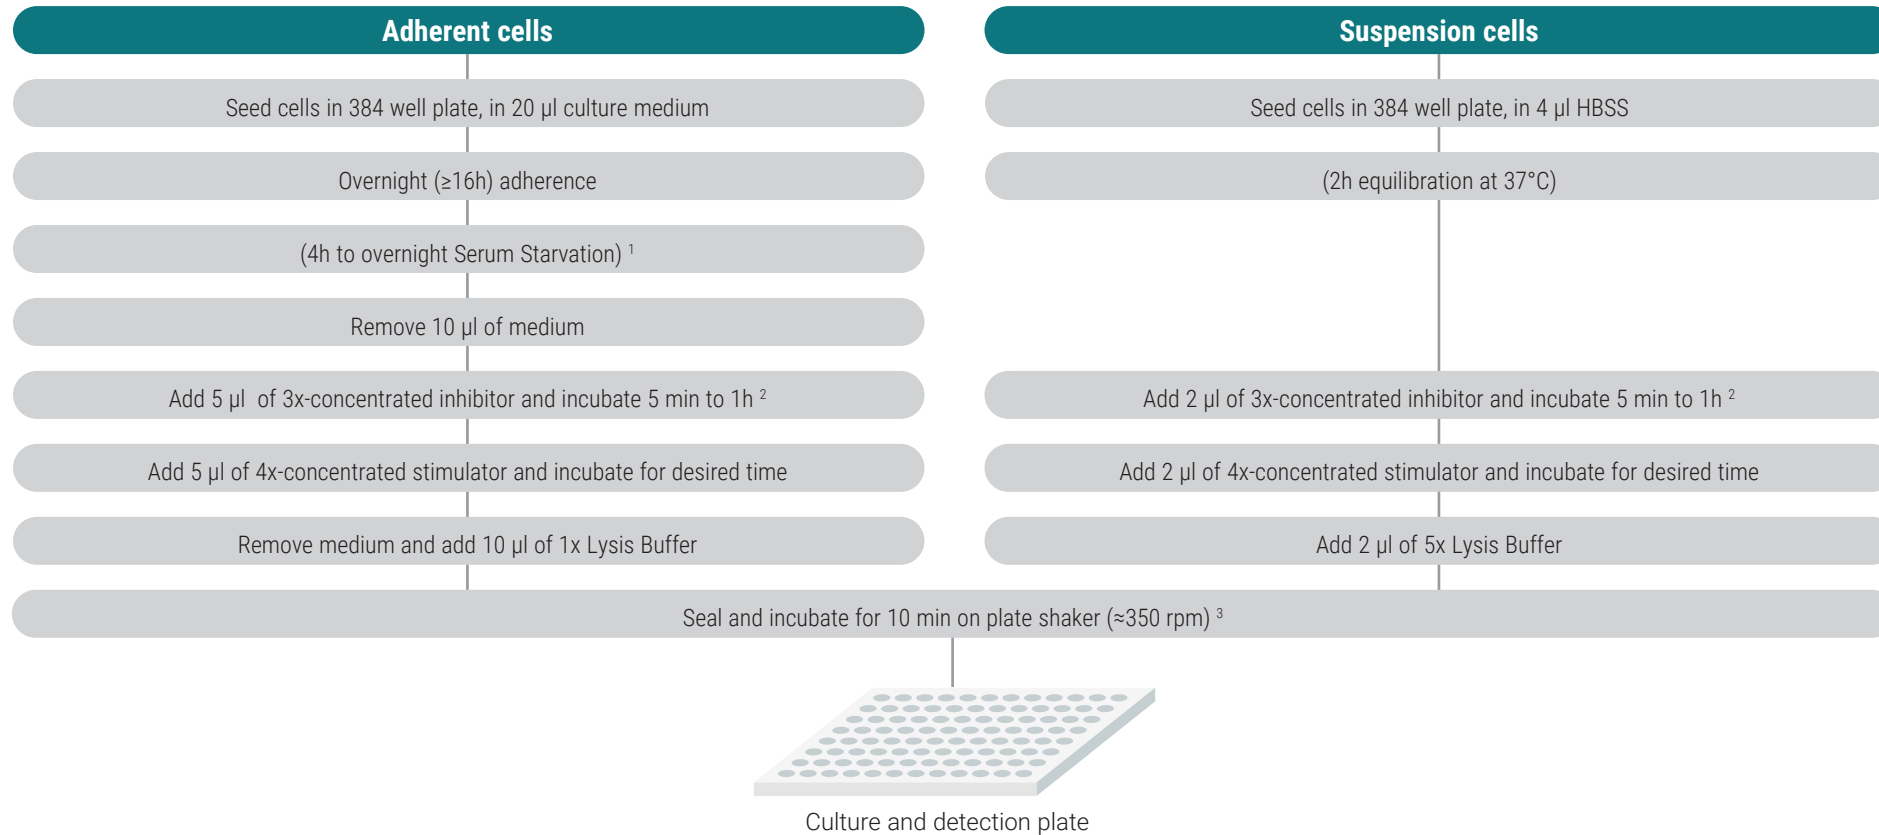 Adherent cells
Seed cells in 384 well plate, in 20 µl culture medium
Overnight (≥16h) adherence
(4h to overnight Serum Starvation) 1
Remove 10 µl of medium
Add 5 µl of 3x-concentrated inhibitor and incubate 5 min to 1h 2
Add 5 µl of 4x-concentrated stimulator and incubate for desired time
Remove medium and add 10 µl of 1x Lysis Buffer
Suspension cells
Seed cells in 384 well plate, in 4 µl HBSS
(2h equilibration at 37°C)
Add 2 µl of 3x-concentrated inhibitor and incubate 5 min to 1h 2
Add 2 µl of 4x-concentrated stimulator and incubate for desired time
Add 2 µl of 5x Lysis Buffer
Seal and incubate for 10 min on plate shaker (≈350 rpm) 3
Culture and detection plate